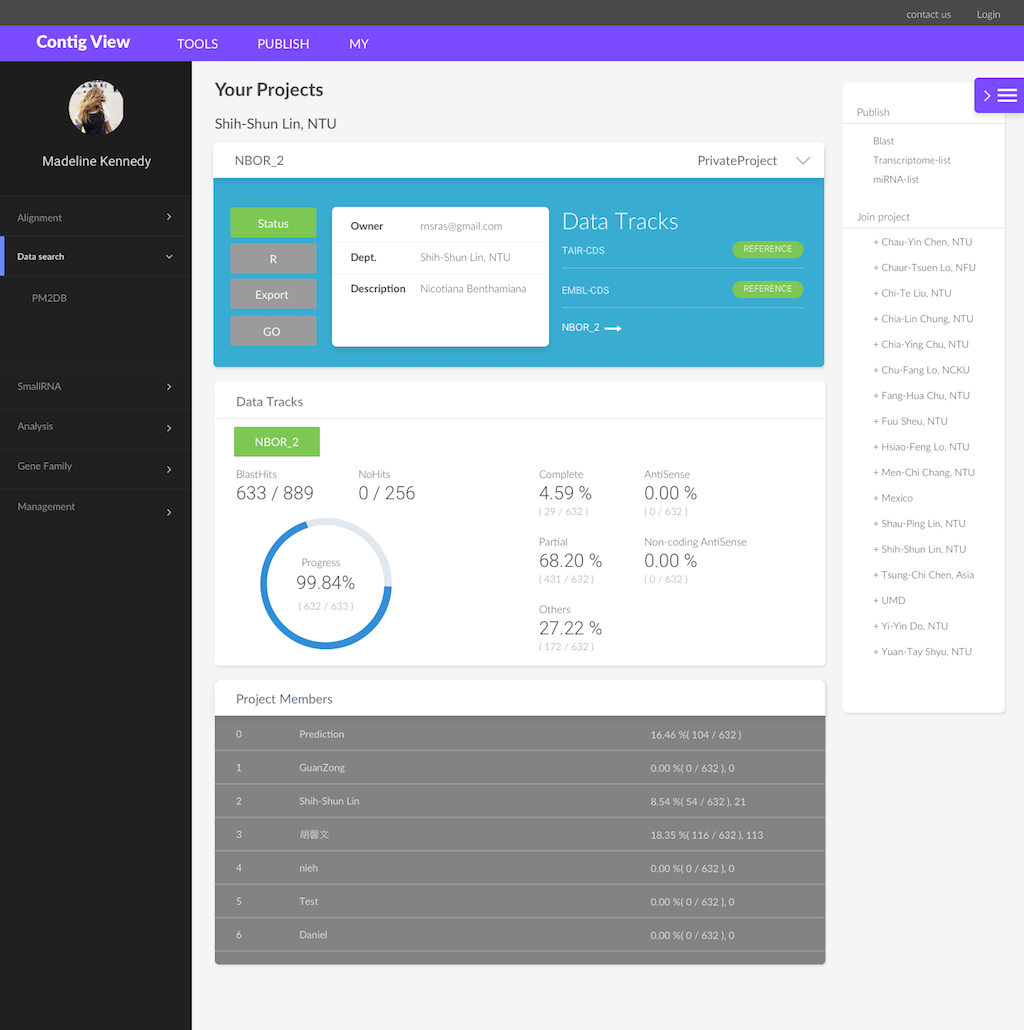 contact us Login
Contig View TOOLS PUBLISH MY
Madeline Kennedy
Alignment
Data search
PM2DB
SmallRNA
Analysis
Gene Family
Management
Your Projects
Shih-Shun Lin, NTU
NBOR_2 PrivateProject
Status
R
Export
GO
Owner rnsras@gmail.com
Dept. Shih-Shun Lin, NTU
Description Nicotiana Benthamiana
Data Tracks
TAIR-CDS REFERENCE
EMBL-CDS REFERENCE
NBOR_2
Data Tracks
NBOR_2
BlastHits
633 / 889
NoHits
0 / 256
Progress
99.84%
( 632 / 633 )
Complete
4.59 %
( 29 / 632 )
AntiSense
0.00 %
( 0 / 632 )
Partial
68.20 %
( 431 / 632 )
Non-coding AntiSense
0.00 %
( 0 / 632 )
Others
27.22 %
( 172 / 632 )
Project Members
0 Prediction 16.46 %( 104 / 632 )
1 GuanZong 0.00 %( 0 / 632 ), 0
2 Shih-Shun Lin 8.54 %( 54 / 632 ), 21
3 胡馨文 18.35 %( 116 / 632 ), 113
4 nieh 0.00 %( 0 / 632 ), 0
5 Test 0.00 %( 0 / 632 ), 0
6 Daniel 0.00 %( 0 / 632 ), 0
Publish
Blast
Transcriptome-list
miRNA-list
Join project
+ Chau-Yin Chen, NTU
+ Chaur-Tsuen Lo, NFU
+ Chi-Te Liu, NTU
+ Chia-Lin Chung, NTU
+ Chia-Ying Chu, NTU
+ Chu-Fang Lo, NCKU
+ Fang-Hua Chu, NTU
+ Fuu Sheu, NTU
+ Hsiao-Feng Lo, NTU
+ Men-Chi Chang, NTU
+ Mexico
+ Shau-Ping Lin, NTU
+ Shih-Shun Lin, NTU
+ Tsung-Chi Chen, Asia
+ UMD
+ Yi-Yin Do, NTU
+ Yuan-Tay Shyu, NTU